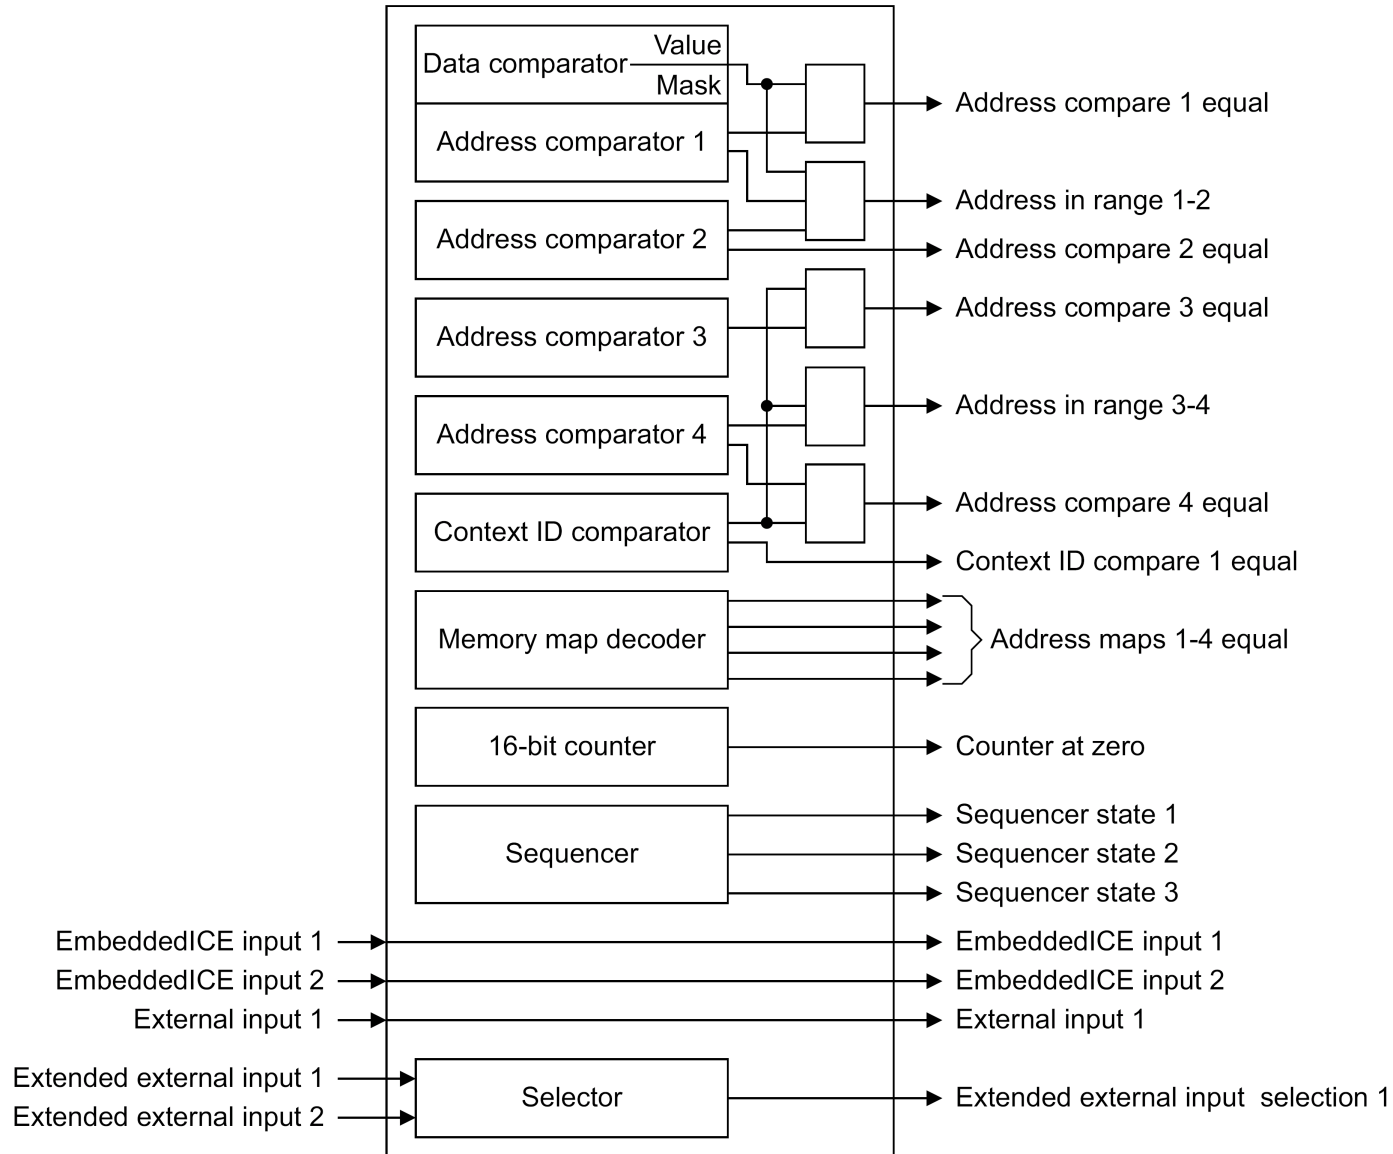 Value
Data comparator
Mask
Address compare 1 equal
Address comparator 1
Address in range 1-2
Address comparator 2
Address compare 2 equal
Address compare 3 equal
Address comparator 3
Address in range 3-4
Address comparator 4
Address compare 4 equal
Context ID comparator
Context ID compare 1 equal
Memory map decoder
Address maps 1-4 equal
16-bit counter
Counter at zero
Sequencer state 1
Sequencer
Sequencer state 2
Sequencer state 3
EmbeddedICE input 1
EmbeddedICE input 1
EmbeddedICE input 2
EmbeddedICE input 2
External input 1
External input 1
Extended external input 1
Selector
Extended external input  selection 1
Extended external input 2